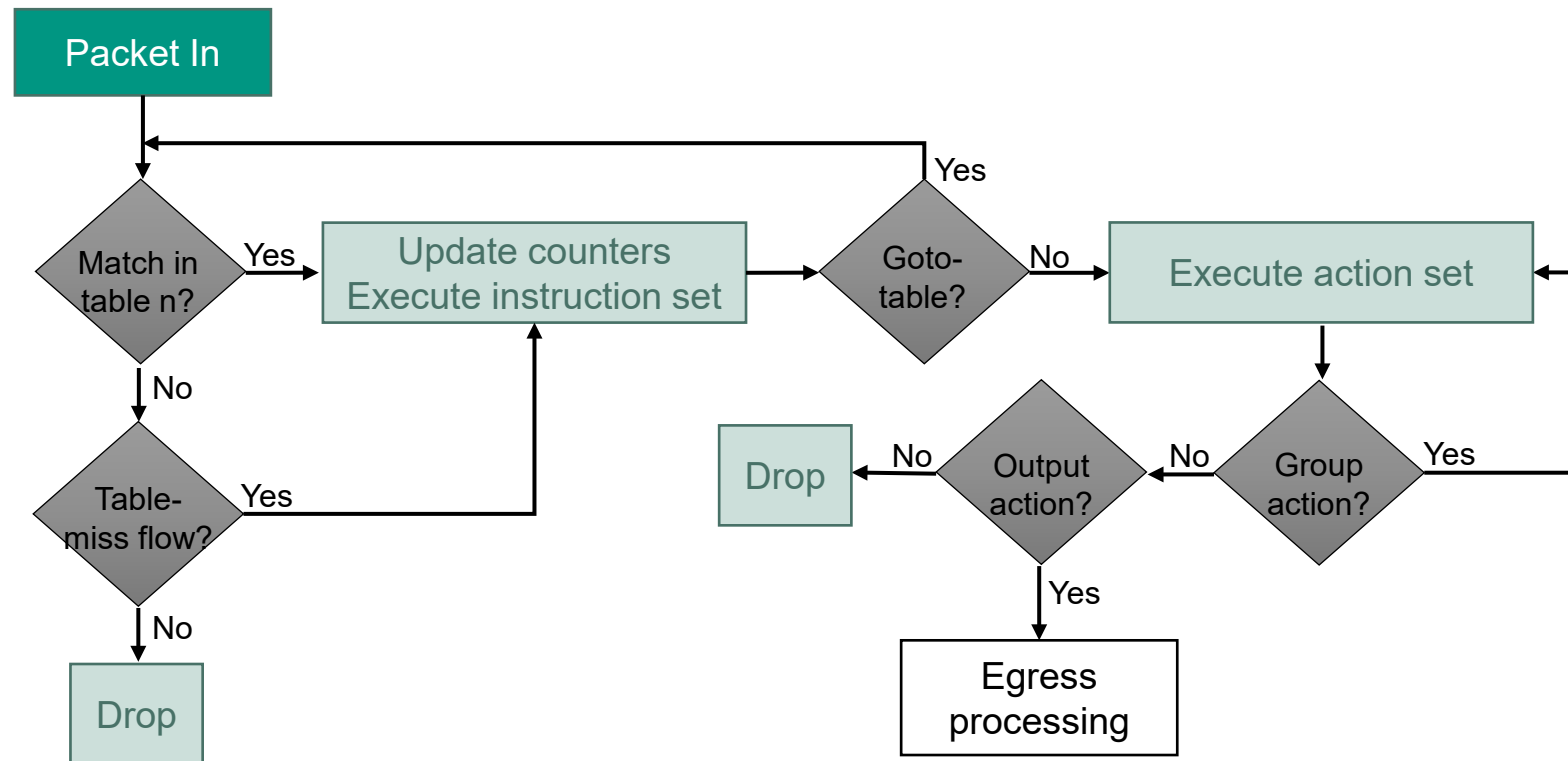 Packet In
Yes
Match in
table n?
Yes
Update counters
Execute instruction set
Goto-
table?
No
Execute action set
No
Table-
miss flow?
Yes
No
Drop
Drop
No
Output
action?
No
Group
action?
Yes
Yes
Egress
processing